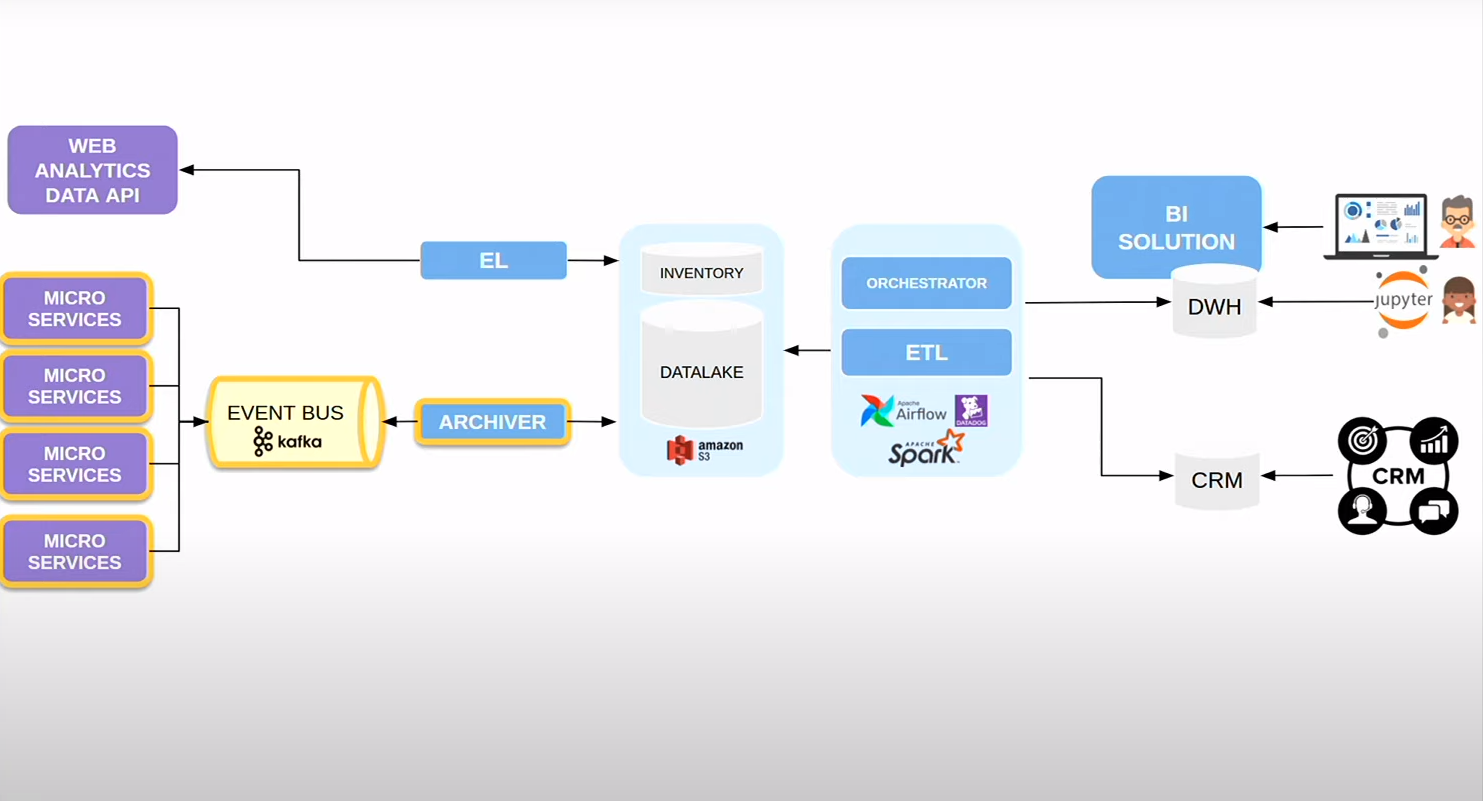 WEB
ANALYTICS
DATA API
MICRO
SERVICES
MICRO
SERVICES
MICRO
SERVICES
MICRO
SERVICES
EVENT BUS
kafka
EL
ARCHIVER
INVENTORY
DATALAKE
amazon
S3
ORCHESTRATOR
ETL
Apache
Airflow
DATADOG
APACHE
Spark
BI
SOLUTION
DWH
jupyter
CRM
CRM